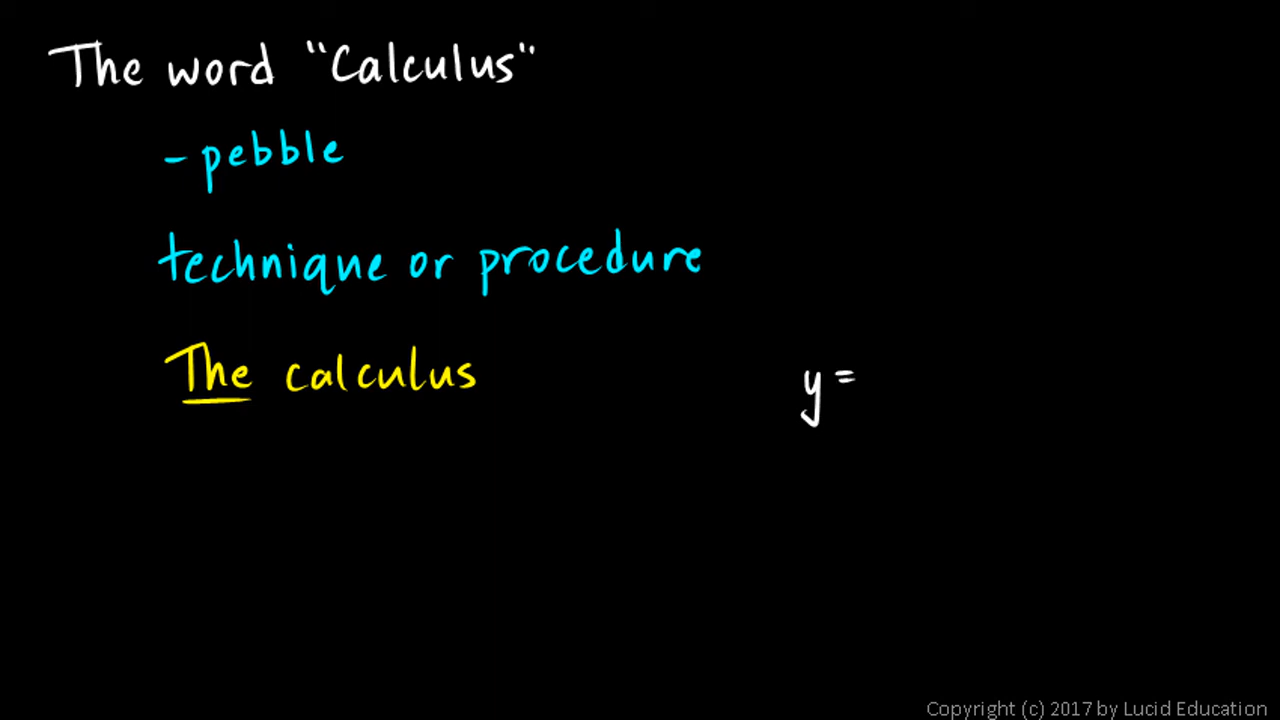 The word "Calculus"
- pebble
technique or procedure
The calculus
y =
Copyright (c) 2017 by Lucid Education